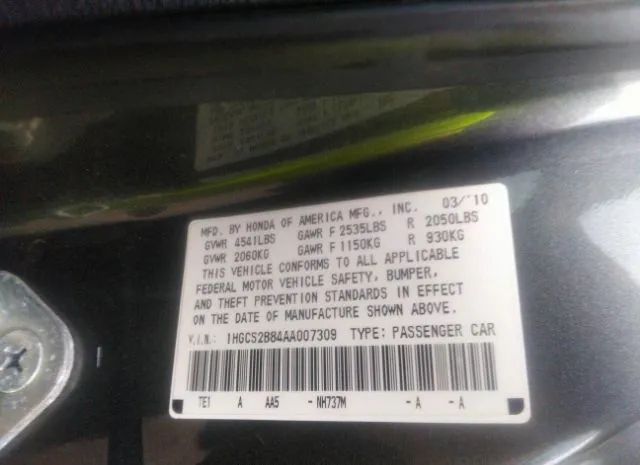 MFD. BY HONDA OF AMERICA MFG., INC. 03/'10
GVWR 4541LBS GAWR F 2535LBS R 2050LBS
GVWR 2060KG GAWR F 1150KG R 930KG
THIS VEHICLE CONFORMS TO ALL APPLICABLE
FEDERAL MOTOR VEHICLE SAFETY, BUMPER,
AND THEFT PREVENTION STANDARDS IN EFFECT
ON THE DATE OF MANUFACTURE SHOWN ABOVE.
V.I.N.: 1HGCS2B84AA007309 TYPE: PASSENGER CAR
TE1 A AA5 - NH737M - A - A